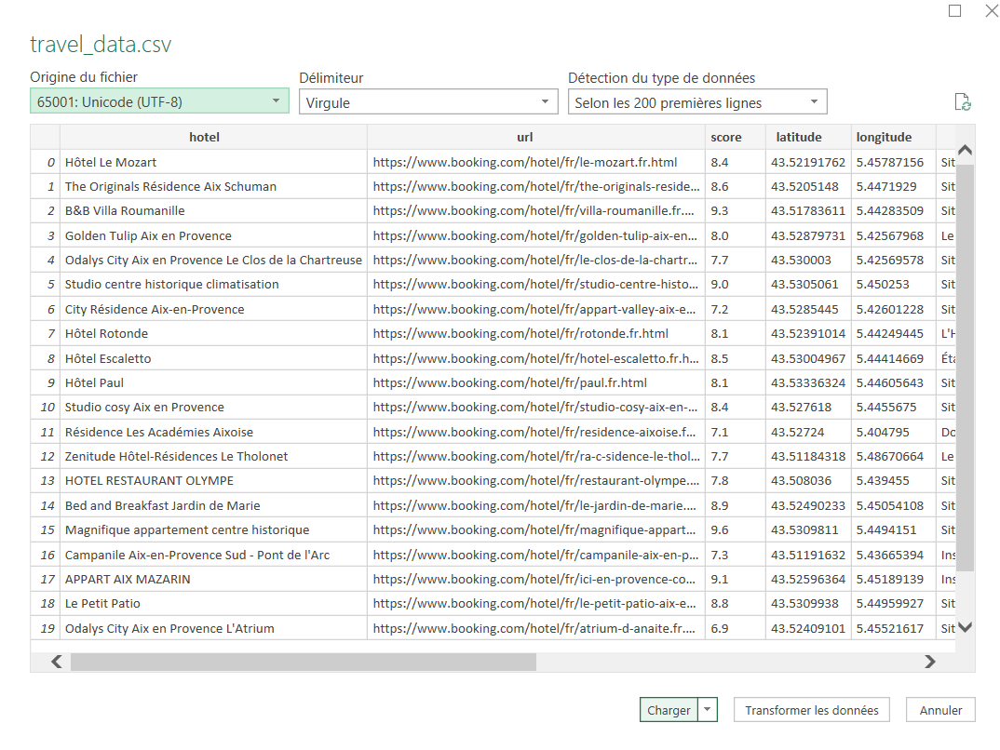 travel_data.csv
Origine du fichier Délimiteur Détection du type de données
65001: Unicode (UTF-8) Virgule Selon les 200 premières lignes
hotel url score latitude longitude
0 Hôtel Le Mozart https://www.booking.com/hotel/fr/le-mozart.fr.html 8.4 43.52191762 5.45787156 Sit
1 The Originals Résidence Aix Schuman https://www.booking.com/hotel/fr/the-originals-reside... 8.6 43.5205148 5.4471929 Sit
2 B&B Villa Roumanille https://www.booking.com/hotel/fr/villa-roumanille.fr.... 9.3 43.51783611 5.44283509 Sit
3 Golden Tulip Aix en Provence https://www.booking.com/hotel/fr/golden-tulip-aix-en... 8.0 43.52879731 5.42567968 Le
4 Odalys City Aix en Provence Le Clos de la Chartreuse https://www.booking.com/hotel/fr/le-clos-de-la-chartr... 7.7 43.530003 5.42569578 Sit
5 Studio centre historique climatisation https://www.booking.com/hotel/fr/studio-centre-histo... 9.0 43.5305061 5.450253 Sit
6 City Résidence Aix-en-Provence https://www.booking.com/hotel/fr/appart-valley-aix-e... 7.2 43.5285445 5.42601228 Sit
7 Hôtel Rotonde https://www.booking.com/hotel/fr/rotonde.fr.html 8.1 43.52391014 5.44249445 L'H
8 Hôtel Escaletto https://www.booking.com/hotel/fr/hotel-escaletto.fr.h... 8.5 43.53004967 5.44414669 Éta
9 Hôtel Paul https://www.booking.com/hotel/fr/paul.fr.html 8.1 43.53336324 5.44605643 Sit
10 Studio cosy Aix en Provence https://www.booking.com/hotel/fr/studio-cosy-aix-en-... 8.4 43.527618 5.4455675 Sit
11 Résidence Les Académies Aixoise https://www.booking.com/hotel/fr/residence-aixoise.f... 7.1 43.52724 5.404795 Do
12 Zenitude Hôtel-Résidences Le Tholonet https://www.booking.com/hotel/fr/ra-c-sidence-le-thol... 7.7 43.51184318 5.48670664 Le
13 HOTEL RESTAURANT OLYMPE https://www.booking.com/hotel/fr/restaurant-olympe.... 7.8 43.508036 5.439455 Sit
14 Bed and Breakfast Jardin de Marie https://www.booking.com/hotel/fr/le-jardin-de-marie.... 8.9 43.52490233 5.45054108 Sit
15 Magnifique appartement centre historique https://www.booking.com/hotel/fr/magnifique-appart... 9.6 43.5309811 5.4494151 Sit
16 Campanile Aix-en-Provence Sud - Pont de l'Arc https://www.booking.com/hotel/fr/campanile-aix-en-p... 7.3 43.51191632 5.43665394 Ins
17 APPART AIX MAZARIN https://www.booking.com/hotel/fr/ici-en-provence-co... 9.1 43.52596364 5.45189139 Ins
18 Le Petit Patio https://www.booking.com/hotel/fr/le-petit-patio-aix-e... 8.8 43.5309938 5.44959927 Sit
19 Odalys City Aix en Provence L'Atrium https://www.booking.com/hotel/fr/atrium-d-anaite.fr.... 6.9 43.52409101 5.45521617 Sit
Charger Transformer les données Annuler